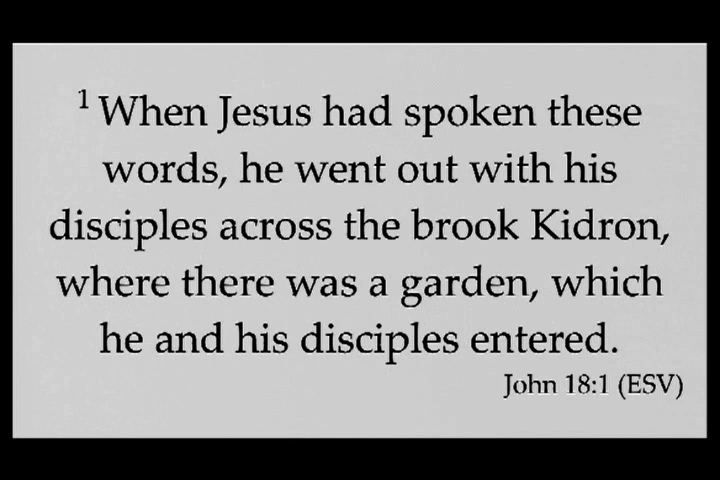 ¹ When Jesus had spoken these
words, he went out with his
disciples across the brook Kidron,
where there was a garden, which
he and his disciples entered.
John 18:1 (ESV)